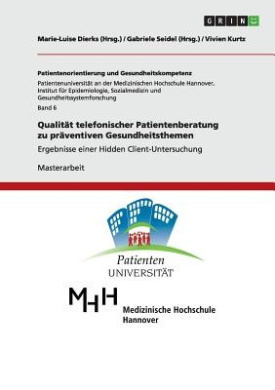 GRIN
Marie-Luise Dierks (Hrsg.) / Gabriele Seidel (Hrsg.) / Vivien Kurtz
Patientenorientierung und Gesundheitskompetenz
Patientenuniversität an der Medizinischen Hochschule Hannover,
Institut für Epidemiologie, Sozialmedizin und
Gesundheitssystemforschung
Band 6
Qualität telefonischer Patientenberatung
zu präventiven Gesundheitsthemen
Ergebnisse einer Hidden Client-Untersuchung
Masterarbeit
Patienten
UNIVERSITÄT
MHH
Medizinische Hochschule
Hannover